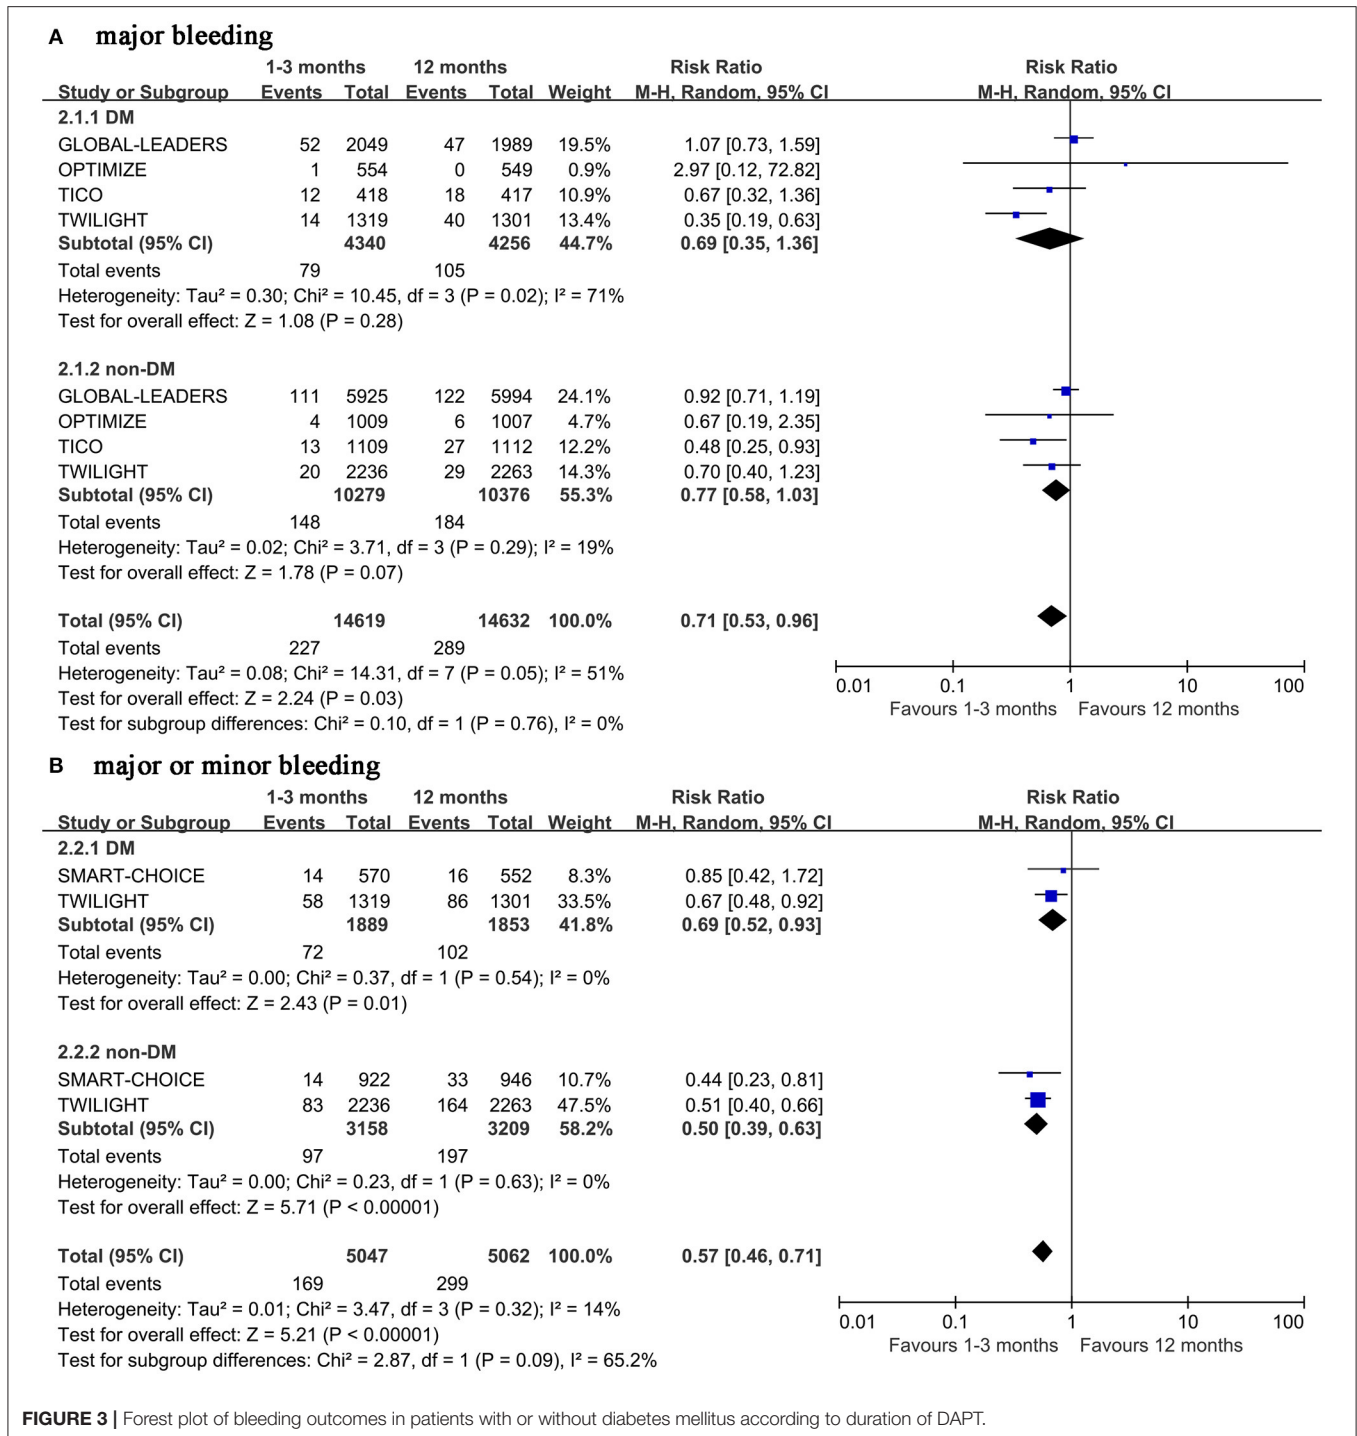 A major bleeding
1-3 months 12 months Risk Ratio Risk Ratio
Study or Subgroup Events Total Events Total Weight M-H, Random, 95% CI M-H, Random, 95% CI
2.1.1 DM
GLOBAL-LEADERS 52 2049 47 1989 19.5% 1.07 [0.73, 1.59]
OPTIMIZE 1 554 0 549 0.9% 2.97 [0.12, 72.82]
TICO 12 418 18 417 10.9% 0.67 [0.32, 1.36]
TWILIGHT 14 1319 40 1301 13.4% 0.35 [0.19, 0.63]
Subtotal (95% CI) 4340 4256 44.7% 0.69 [0.35, 1.36]
Total events 79 105
Heterogeneity: Tau² = 0.30; Chi² = 10.45, df = 3 (P = 0.02); I² = 71%
Test for overall effect: Z = 1.08 (P = 0.28)
2.1.2 non-DM
GLOBAL-LEADERS 111 5925 122 5994 24.1% 0.92 [0.71, 1.19]
OPTIMIZE 4 1009 6 1007 4.7% 0.67 [0.19, 2.35]
TICO 13 1109 27 1112 12.2% 0.48 [0.25, 0.93]
TWILIGHT 20 2236 29 2263 14.3% 0.70 [0.40, 1.23]
Subtotal (95% CI) 10279 10376 55.3% 0.77 [0.58, 1.03]
Total events 148 184
Heterogeneity: Tau² = 0.02; Chi² = 3.71, df = 3 (P = 0.29); I² = 19%
Test for overall effect: Z = 1.78 (P = 0.07)
Total (95% CI) 14619 14632 100.0% 0.71 [0.53, 0.96]
Total events 227 289
Heterogeneity: Tau² = 0.08; Chi² = 14.31, df = 7 (P = 0.05); I² = 51%
Test for overall effect: Z = 2.24 (P = 0.03)
Test for subgroup differences: Chi² = 0.10, df = 1 (P = 0.76), I² = 0%
0.01 0.1 1 10 100
Favours 1-3 months Favours 12 months
B major or minor bleeding
1-3 months 12 months Risk Ratio Risk Ratio
Study or Subgroup Events Total Events Total Weight M-H, Random, 95% CI M-H, Random, 95% CI
2.2.1 DM
SMART-CHOICE 14 570 16 552 8.3% 0.85 [0.42, 1.72]
TWILIGHT 58 1319 86 1301 33.5% 0.67 [0.48, 0.92]
Subtotal (95% CI) 1889 1853 41.8% 0.69 [0.52, 0.93]
Total events 72 102
Heterogeneity: Tau² = 0.00; Chi² = 0.37, df = 1 (P = 0.54); I² = 0%
Test for overall effect: Z = 2.43 (P = 0.01)
2.2.2 non-DM
SMART-CHOICE 14 922 33 946 10.7% 0.44 [0.23, 0.81]
TWILIGHT 83 2236 164 2263 47.5% 0.51 [0.40, 0.66]
Subtotal (95% CI) 3158 3209 58.2% 0.50 [0.39, 0.63]
Total events 97 197
Heterogeneity: Tau² = 0.00; Chi² = 0.23, df = 1 (P = 0.63); I² = 0%
Test for overall effect: Z = 5.71 (P < 0.00001)
Total (95% CI) 5047 5062 100.0% 0.57 [0.46, 0.71]
Total events 169 299
Heterogeneity: Tau² = 0.01; Chi² = 3.47, df = 3 (P = 0.32); I² = 14%
Test for overall effect: Z = 5.21 (P < 0.00001)
Test for subgroup differences: Chi² = 2.87, df = 1 (P = 0.09), I² = 65.2%
0.01 0.1 1 10 100
Favours 1-3 months Favours 12 months
FIGURE 3 | Forest plot of bleeding outcomes in patients with or without diabetes mellitus according to duration of DAPT.